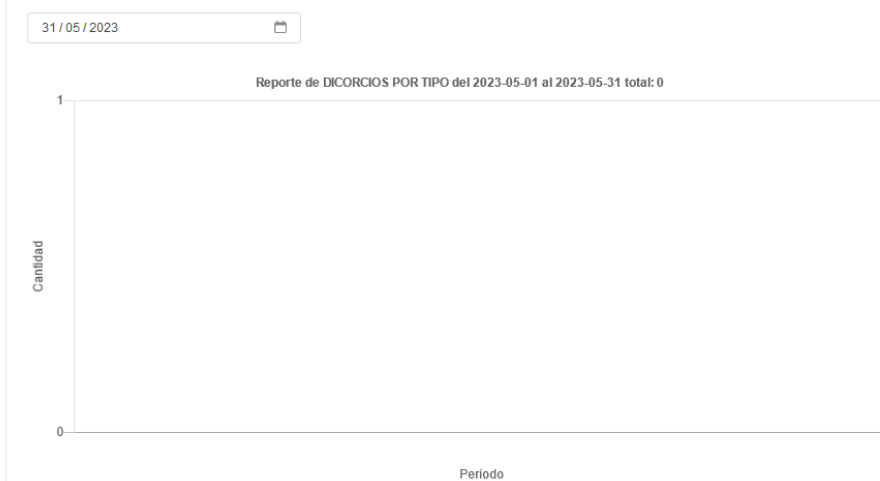 31/05/2023
Reporte de DICORCIOS POR TIPO del 2023-05-01 al 2023-05-31 total: 0
1
Cantidad
0
Periodo